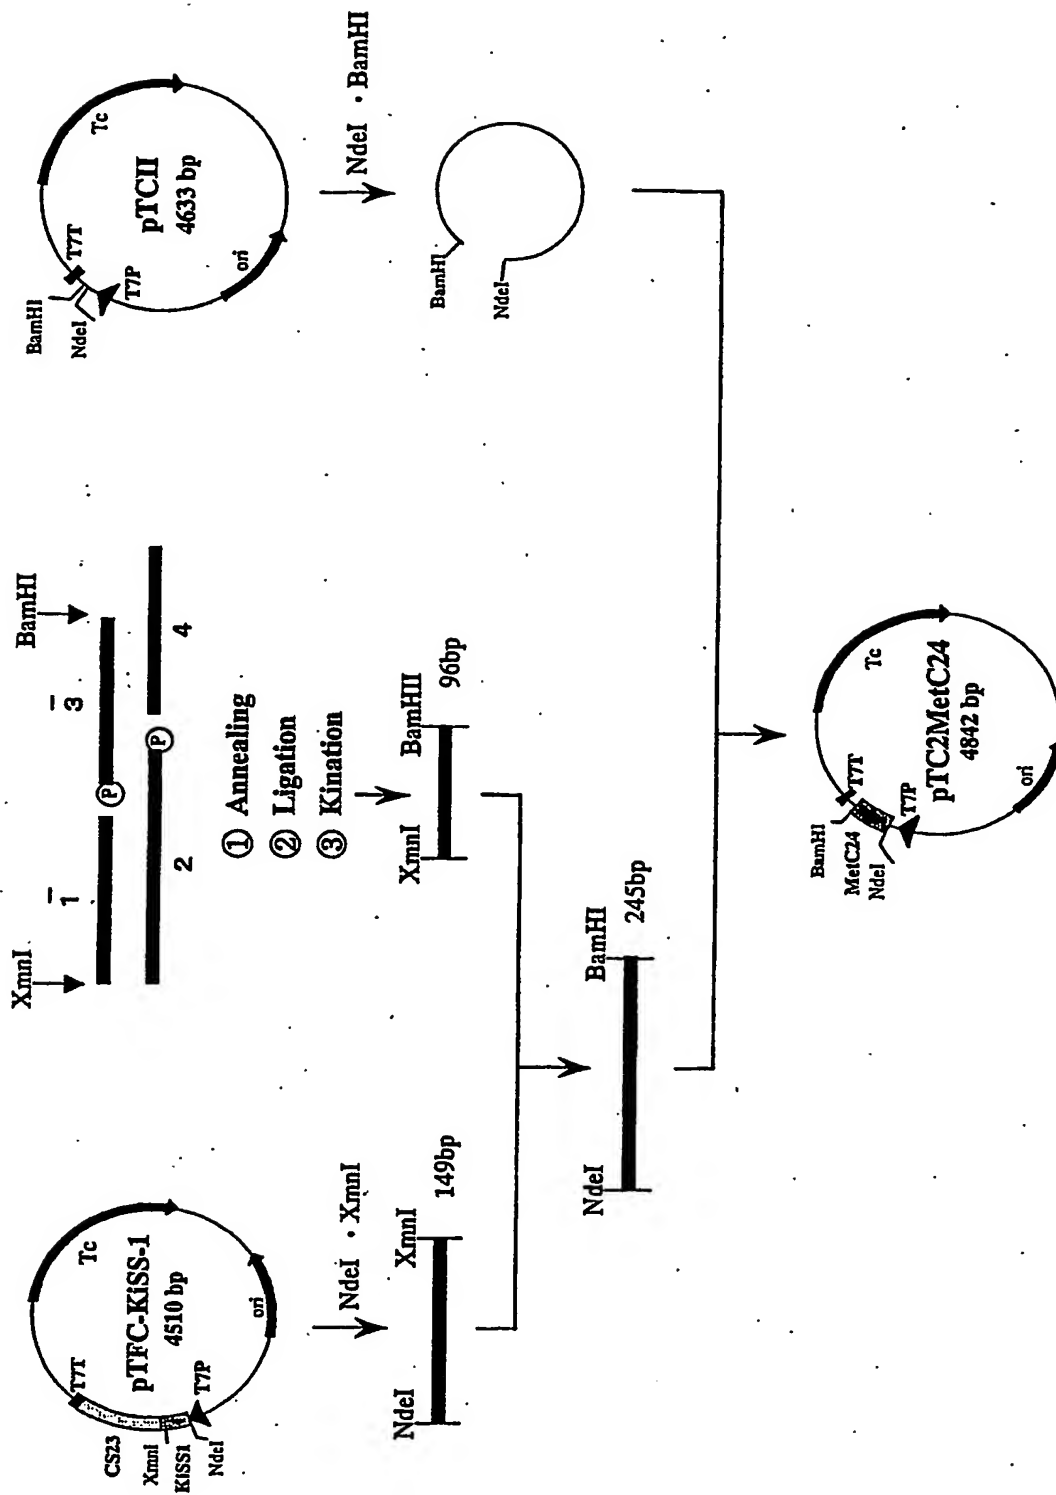 pTFC-KiSS-1
4510 bp
T7T
Tc
CS23
XmnI
KiSS1
NdeI
T7P
ori
NdeI · XmnI
NdeI
XmnI
149bp
XmnI
BamHI
1
3
P
P
2
4
① Annealing
② Ligation
③ Kination
XmnI
BamHII
96bp
pTCII
4633 bp
BamHI
T7T
Tc
NdeI
T7P
ori
NdeI · BamHI
BamHI
NdeI
NdeI
BamHI
245bp
pTC2MetC24
4842 bp
BamHI
T7T
Tc
MetC24
NdeI
T7P
ori